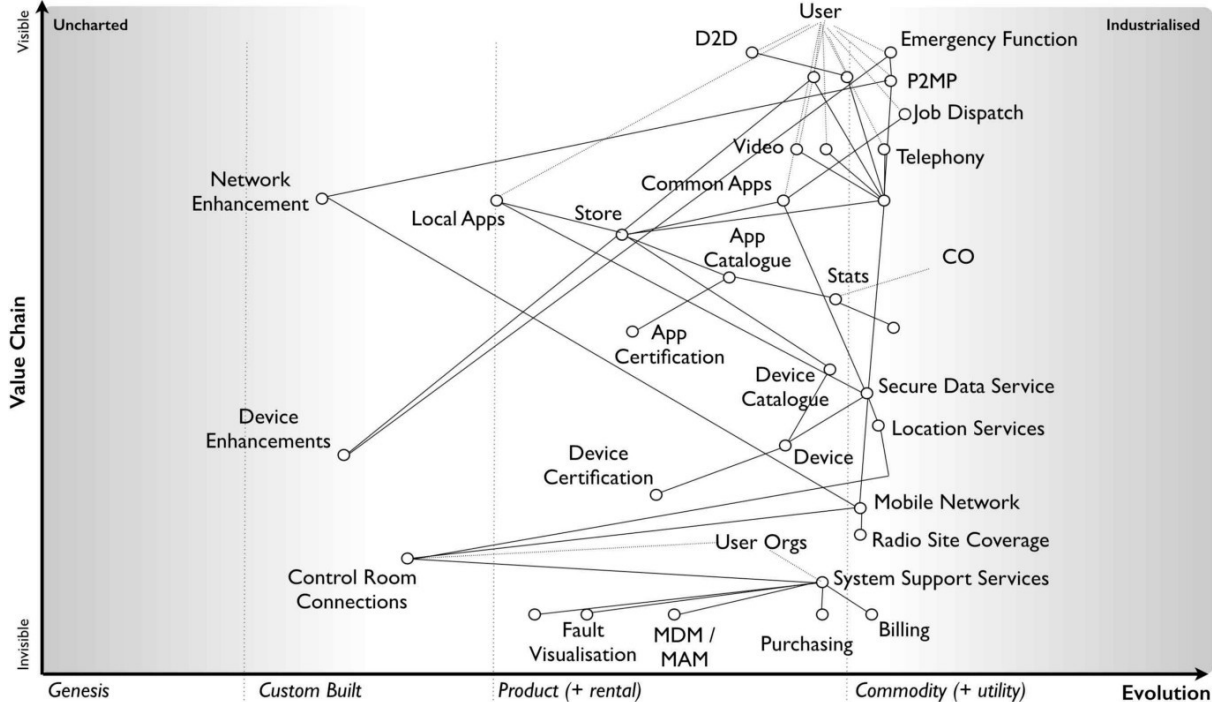 User
Visible
Uncharted
Industrialised
D2D
Emergency Function
P2MP
Job Dispatch
Video
Telephony
Network
Enhancement
Common Apps
Local Apps
Store
App
Catalogue
CO
Stats
App
Certification
Value Chain
Device
Catalogue
Secure Data Service
Device
Enhancements
Location Services
Device
Certification
Device
Mobile Network
User Orgs
Radio Site Coverage
Control Room
Connections
System Support Services
Fault
Visualisation
MDM /
MAM
Purchasing
Billing
Invisible
Genesis
Custom Built
Product (+ rental)
Commodity (+ utility)
Evolution